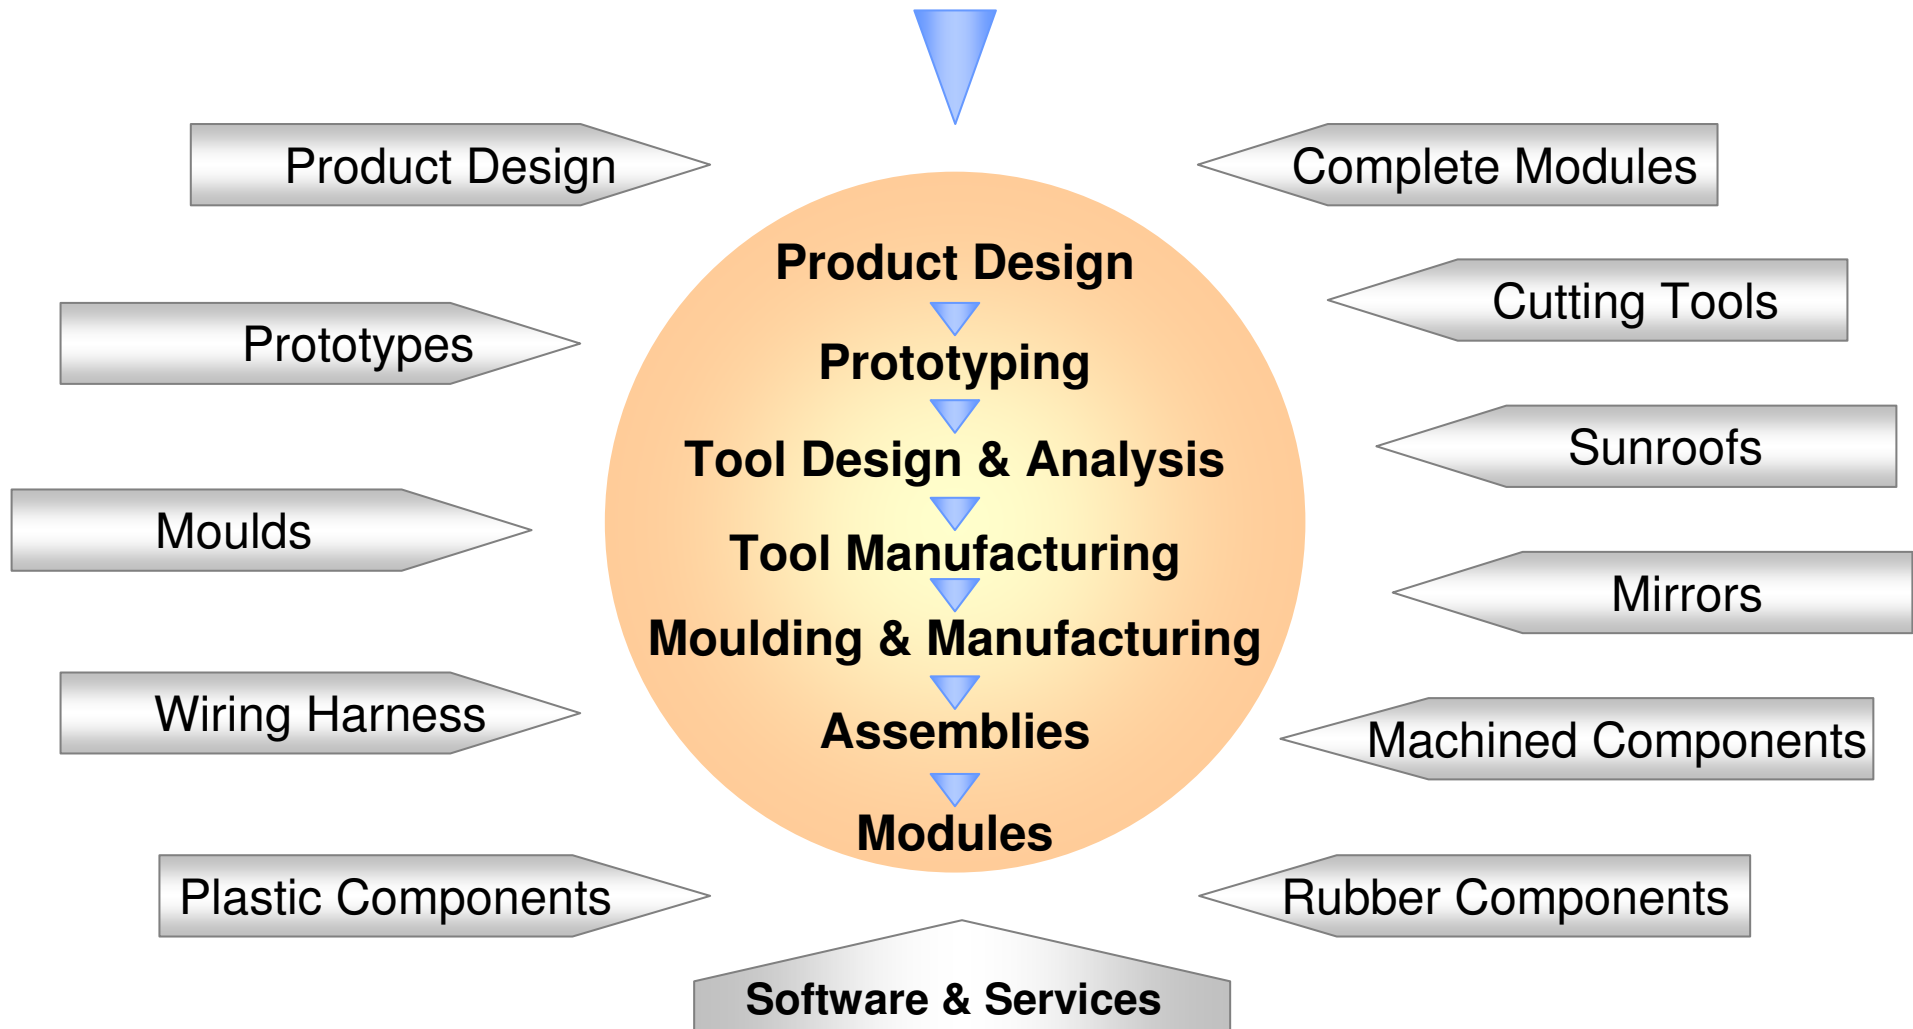 Product Design
Complete Modules
Product Design
Cutting Tools
Prototypes
Prototyping
Sunroofs
Tool Design & Analysis
Moulds
Tool Manufacturing
Mirrors
Moulding & Manufacturing
Wiring Harness
Assemblies
Machined Components
Modules
Plastic Components
Rubber Components
Software & Services